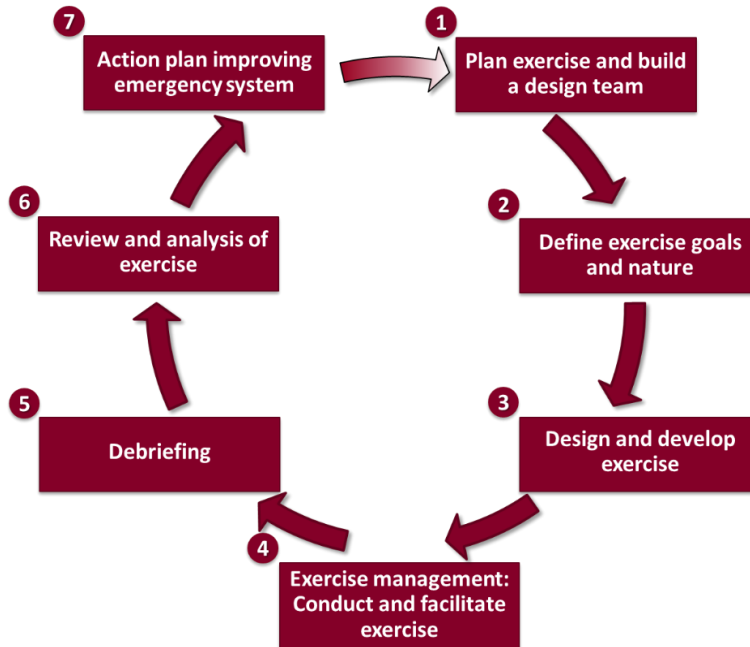 1
Plan exercise and build
a design team
2
Define exercise goals
and nature
3
Design and develop
exercise
4
Exercise management:
Conduct and facilitate
exercise
5
Debriefing
6
Review and analysis of
exercise
7
Action plan improving
emergency system